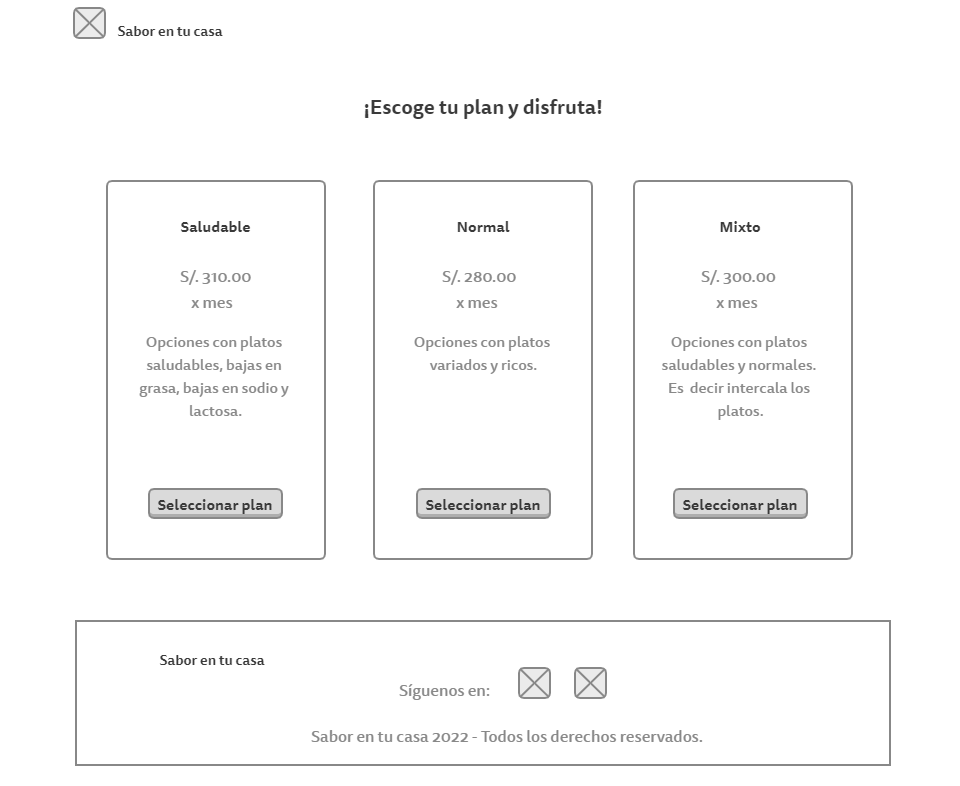 Sabor en tu casa
¡Escoge tu plan y disfruta!
Saludable
S/. 310.00
x mes
Opciones con platos
saludables, bajas en
grasa, bajas en sodio y
lactosa.
Seleccionar plan
Normal
S/. 280.00
x mes
Opciones con platos
variados y ricos.
Seleccionar plan
Mixto
S/. 300.00
x mes
Opciones con platos
saludables y normales.
Es  decir intercala los
platos.
Seleccionar plan
Sabor en tu casa
Síguenos en:
Sabor en tu casa 2022 - Todos los derechos reservados.